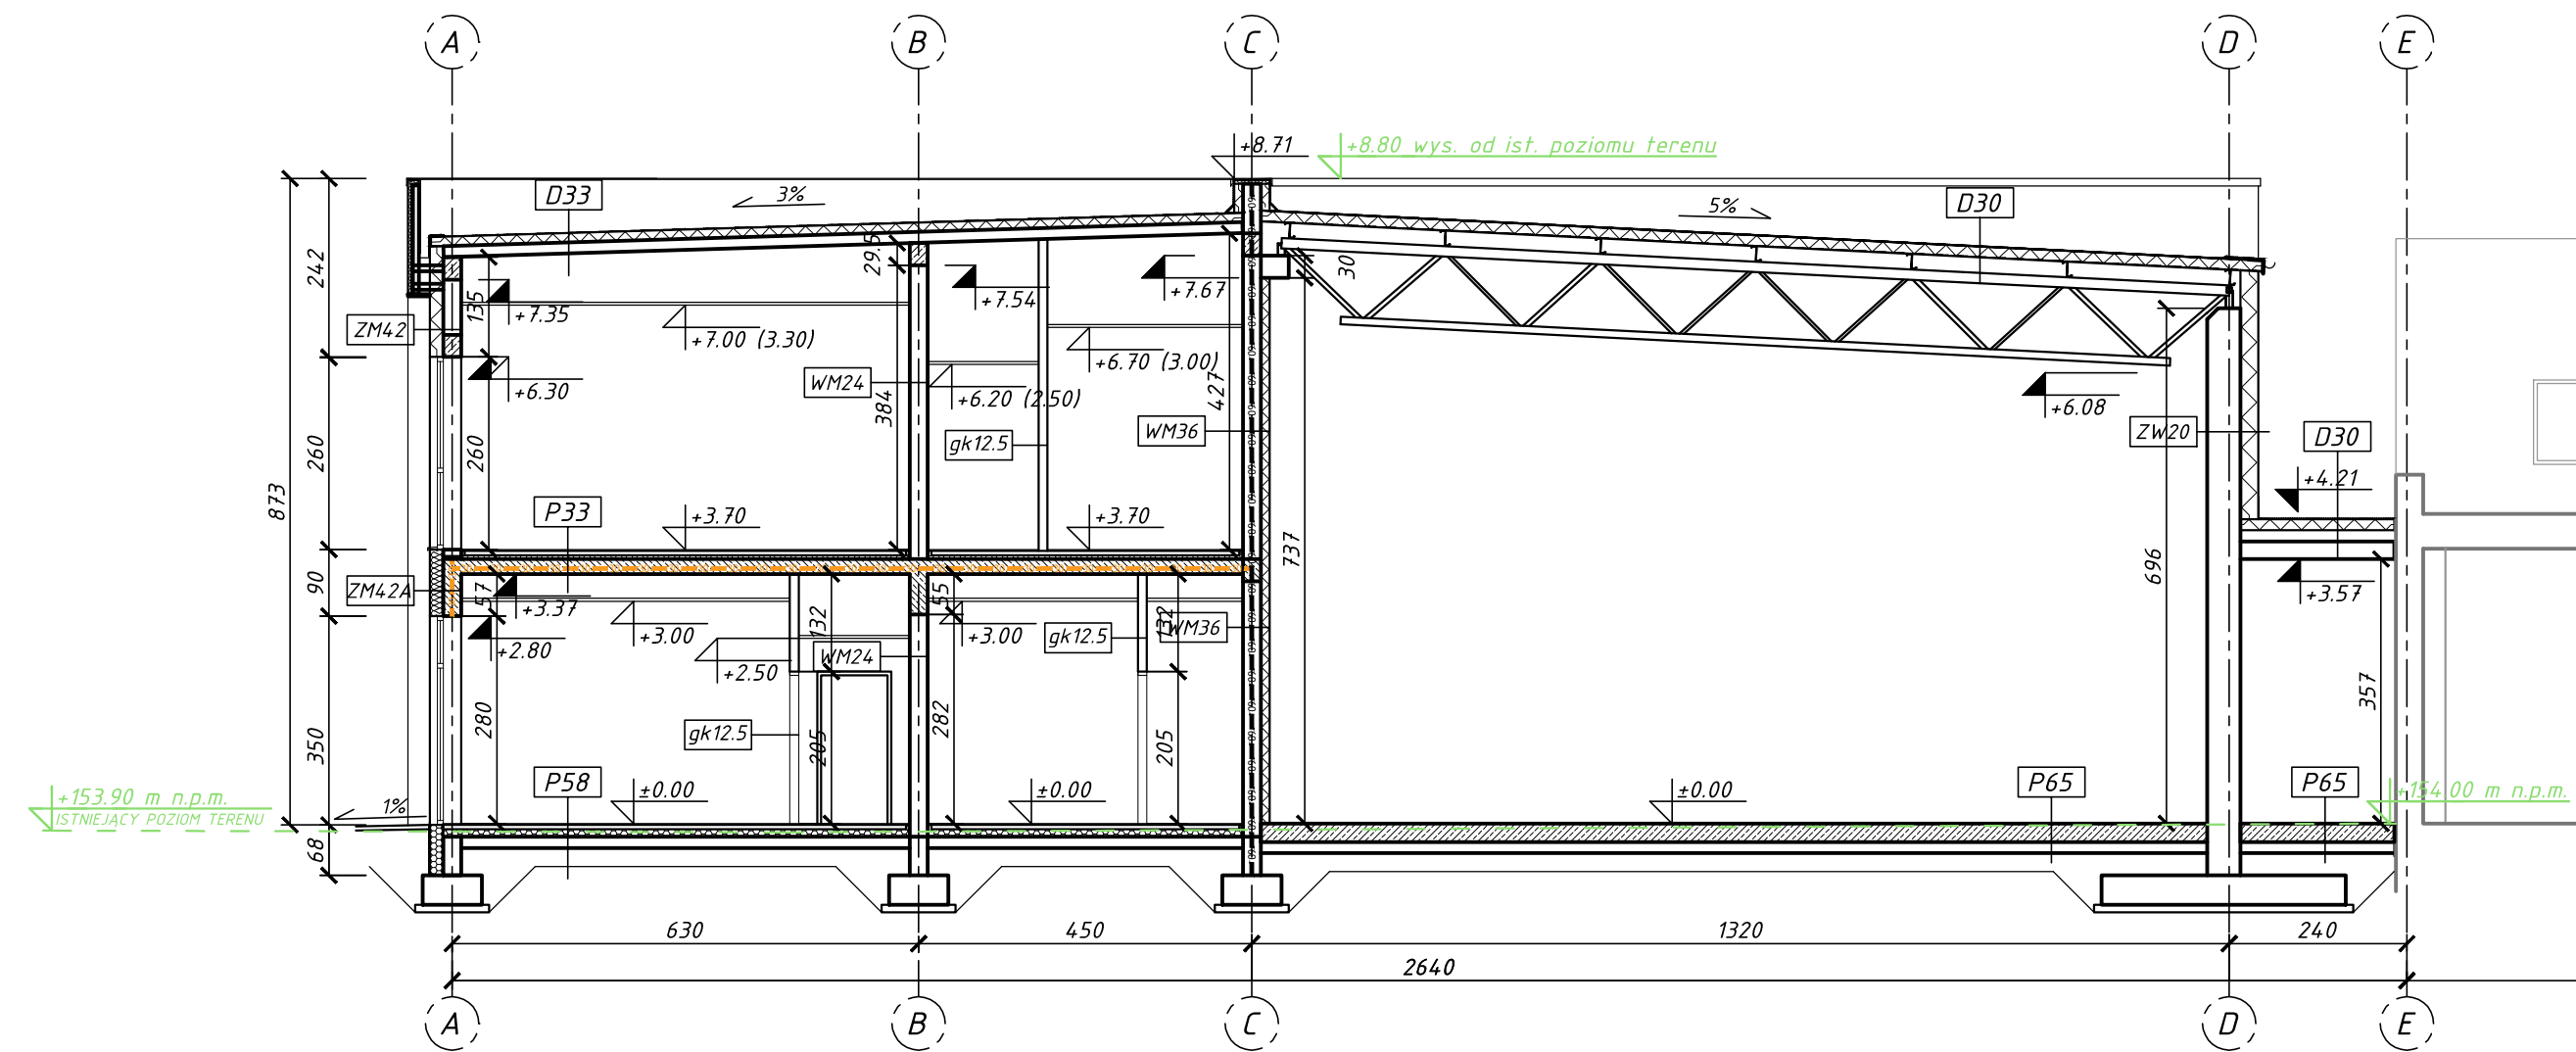 A
B
C
D
E
+8.71
+8.80 wys. od ist. poziomu terenu
D33
3%
5%
D30
242
135
+7.35
ZM42
+7.00 (3.30)
29.5
+7.54
+7.67
30
+6.30
WM24
384
+6.20 (2.50)
+6.70 (3.00)
427
+6.08
873
260
260
gk12.5
WM36
ZW20
D30
+4.21
P33
+3.70
+3.70
737
696
90
ZM42A
57
+3.37
+3.00
132
55
+3.00
gk12.5
132
WM36
+3.57
+2.80
+2.50
WM24
350
280
gk12.5
205
282
205
357
P58
±0.00
±0.00
±0.00
P65
P65
+153.90 m n.p.m.
ISTNIEJĄCY POZIOM TERENU
1%
+154.00 m n.p.m.
68
630
450
1320
240
2640
A
B
C
D
E